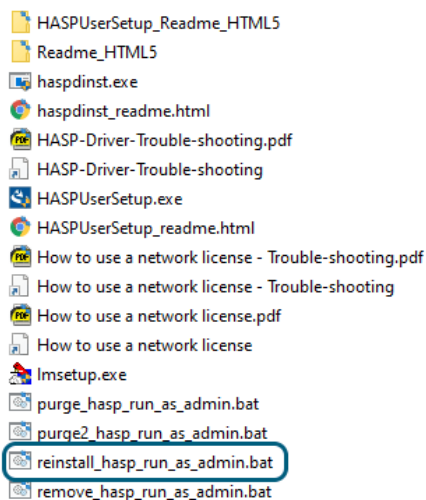 HASPUserSetup_Readme_HTML5
Readme_HTML5
haspdinst.exe
haspdinst_readme.html
HASP-Driver-Trouble-shooting.pdf
HASP-Driver-Trouble-shooting
HASPUserSetup.exe
HASPUserSetup_readme.html
How to use a network license - Trouble-shooting.pdf
How to use a network license - Trouble-shooting
How to use a network license.pdf
How to use a network license
lmsetup.exe
purge_hasp_run_as_admin.bat
purge2_hasp_run_as_admin.bat
reinstall_hasp_run_as_admin.bat
remove_hasp_run_as_admin.bat